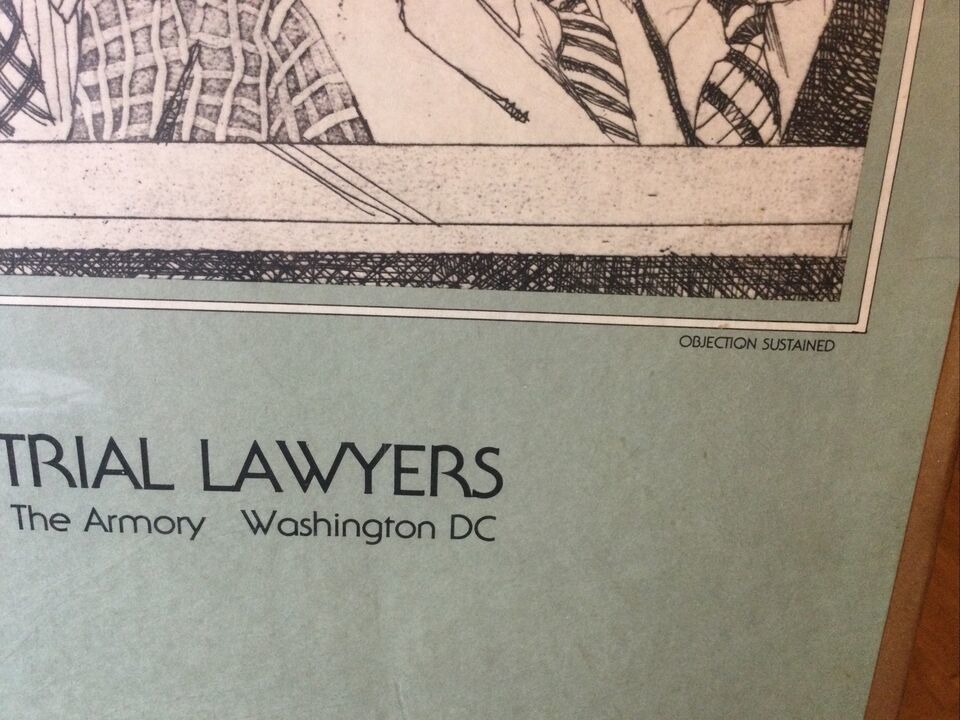 OBJECTION SUSTAINED
TRIAL LAWYERS
The Armory Washington DC